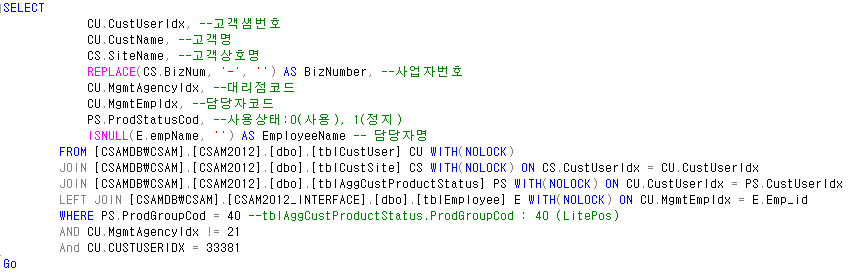 SELECT
CU.CustUserIdx, --고객샘번호
CU.CustName, --고객명
CS.SiteName, --고객상호명
REPLACE(CS.BizNum, '-', '') AS BizNumber, --사업자번호
CU.MgmtAgencyIdx, --대리점코드
CU.MgmtEmpIdx, --담당자코드
PS.ProdStatusCod, --사용상태:0(사용), 1(정지)
ISNULL(E.empName, '') AS EmployeeName -- 담당자명
FROM [CSAMDB₩CSAM].[CSAM2012].[dbo].[tblCustUser] CU WITH(NOLOCK)
JOIN [CSAMDB₩CSAM].[CSAM2012].[dbo].[tblCustSite] CS WITH(NOLOCK) ON CS.CustUserIdx = CU.CustUserIdx
JOIN [CSAMDB₩CSAM].[CSAM2012].[dbo].[tblAggCustProductStatus] PS WITH(NOLOCK) ON CU.CustUserIdx = PS.CustUserIdx
LEFT JOIN [CSAMDB₩CSAM].[CSAM2012_INTERFACE].[dbo].[tblEmployee] E WITH(NOLOCK) ON CU.MgmtEmpIdx = E.Emp_id
WHERE PS.ProdGroupCod = 40 --tblAggCustProductStatus.ProdGroupCod : 40 (LitePos)
AND CU.MgmtAgencyIdx != 21
And CU.CUSTUSERIDX = 33381
Go